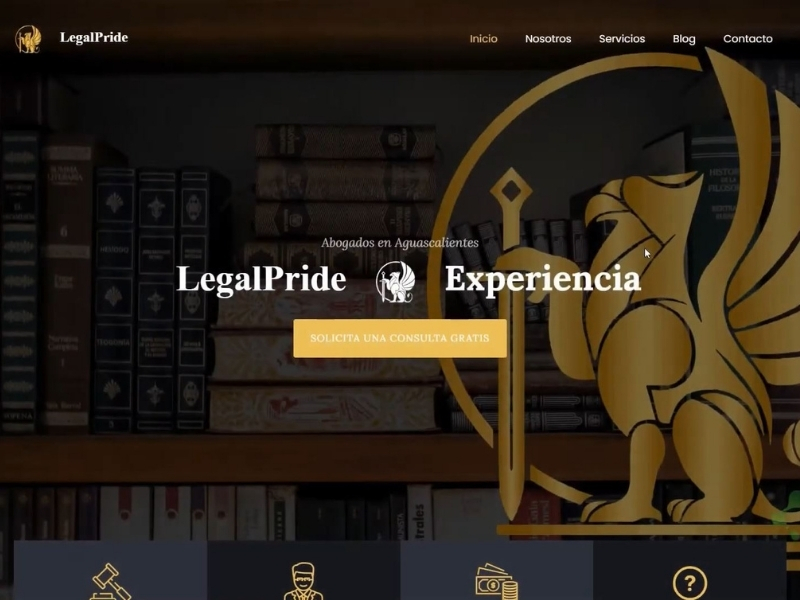 LegalPride
Inicio
Nosotros
Servicios
Blog
Contacto
Abogados en Aguascalientes
LegalPride Experiencia
SOLICITA UNA CONSULTA GRATIS